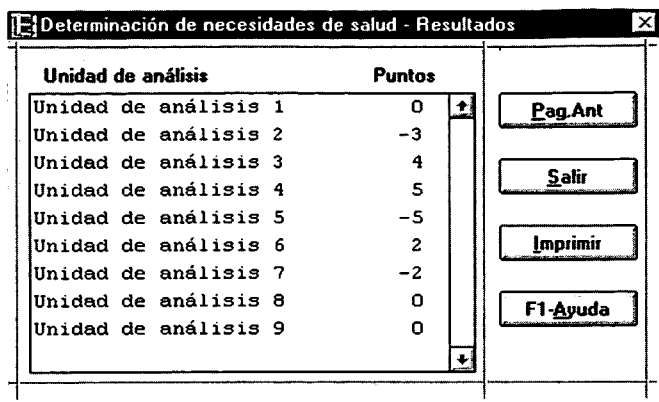 Determinación de necesidades de salud - Resultados
Unidad de análisis Puntos
Unidad de análisis 1 0
Unidad de análisis 2 -3
Unidad de análisis 3 4
Unidad de análisis 4 5
Unidad de análisis 5 -5
Unidad de análisis 6 2
Unidad de análisis 7 -2
Unidad de análisis 8 0
Unidad de análisis 9 0
Pag.Ant
Salir
Imprimir
F1-Ayuda